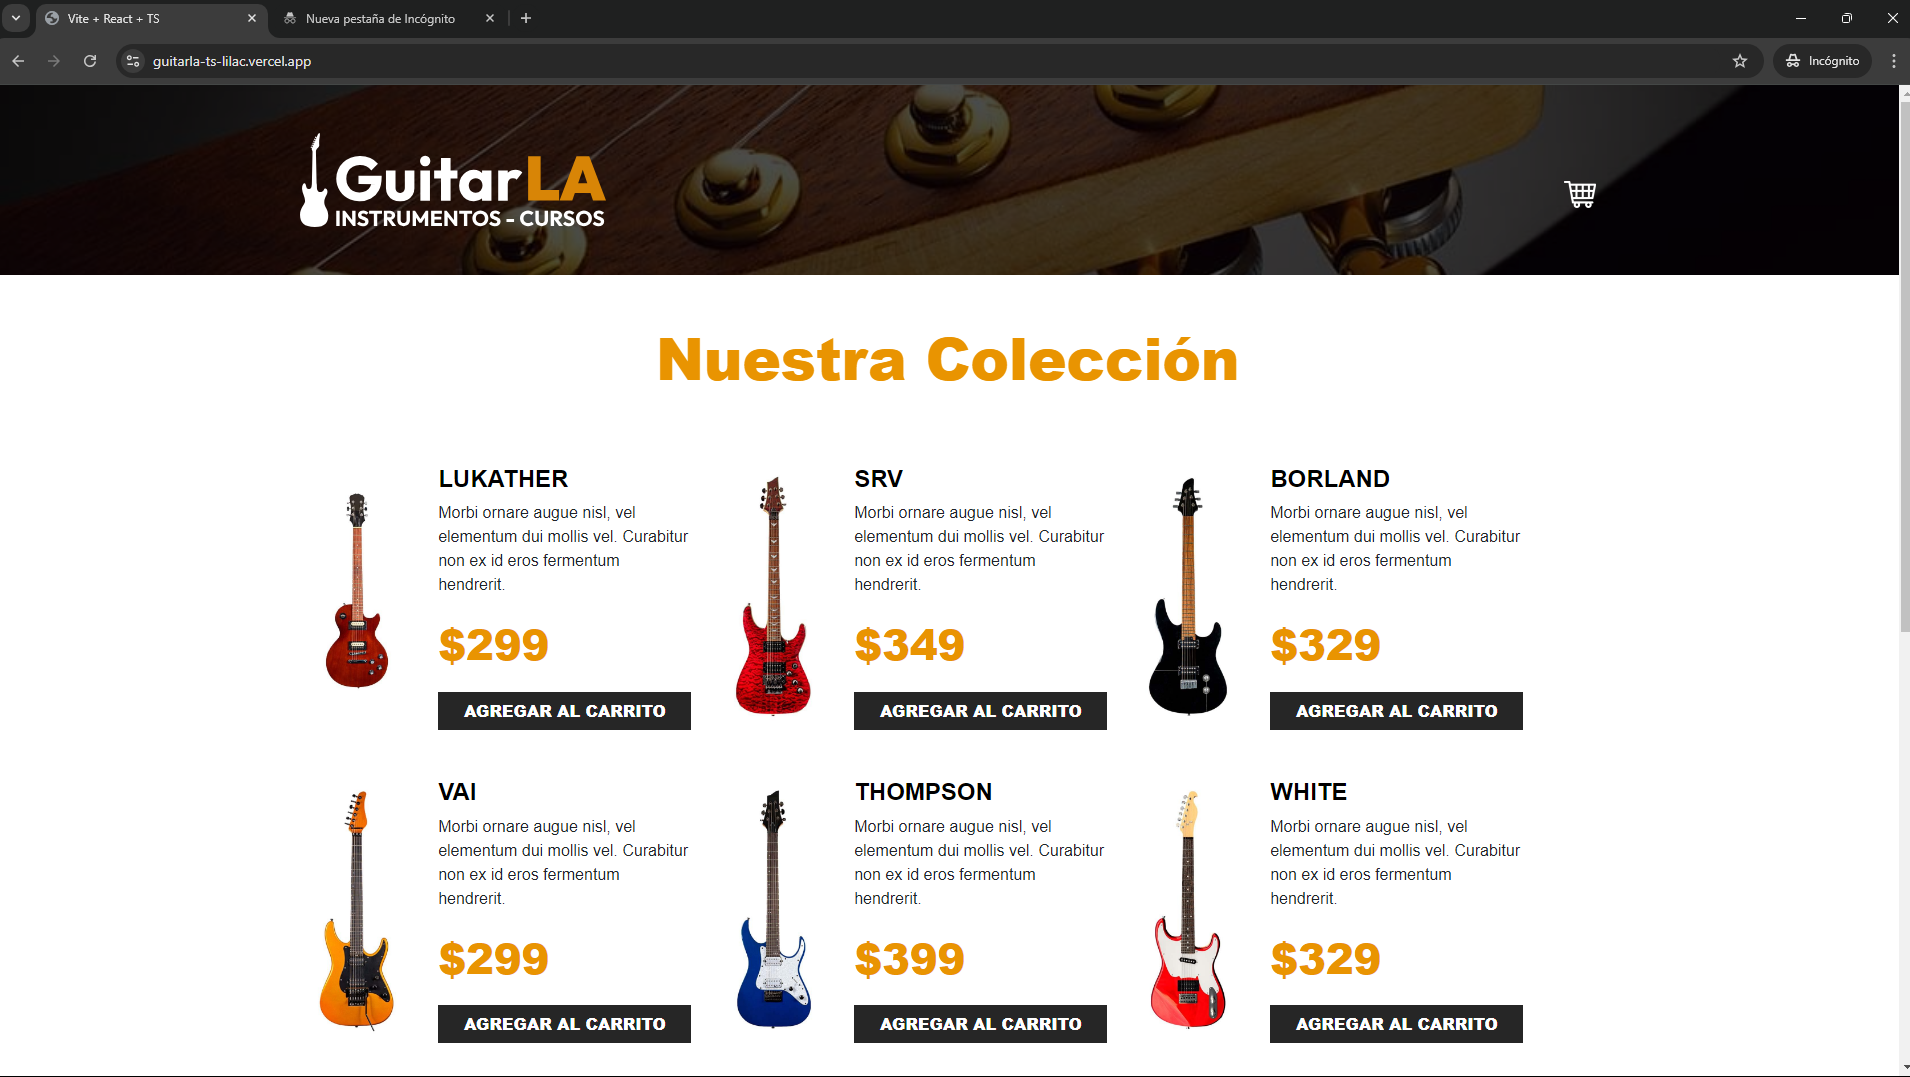 Vite + React + TS
Nueva pestaña de Incógnito
guitarla-ts-lilac.vercel.app
Incógnito
GuitarLA
INSTRUMENTOS - CURSOS
Nuestra Colección
LUKATHER
Morbi ornare augue nisl, vel
elementum dui mollis vel. Curabitur
non ex id eros fermentum
hendrerit.
$299
AGREGAR AL CARRITO
SRV
Morbi ornare augue nisl, vel
elementum dui mollis vel. Curabitur
non ex id eros fermentum
hendrerit.
$349
AGREGAR AL CARRITO
BORLAND
Morbi ornare augue nisl, vel
elementum dui mollis vel. Curabitur
non ex id eros fermentum
hendrerit.
$329
AGREGAR AL CARRITO
VAI
Morbi ornare augue nisl, vel
elementum dui mollis vel. Curabitur
non ex id eros fermentum
hendrerit.
$299
AGREGAR AL CARRITO
THOMPSON
Morbi ornare augue nisl, vel
elementum dui mollis vel. Curabitur
non ex id eros fermentum
hendrerit.
$399
AGREGAR AL CARRITO
WHITE
Morbi ornare augue nisl, vel
elementum dui mollis vel. Curabitur
non ex id eros fermentum
hendrerit.
$329
AGREGAR AL CARRITO